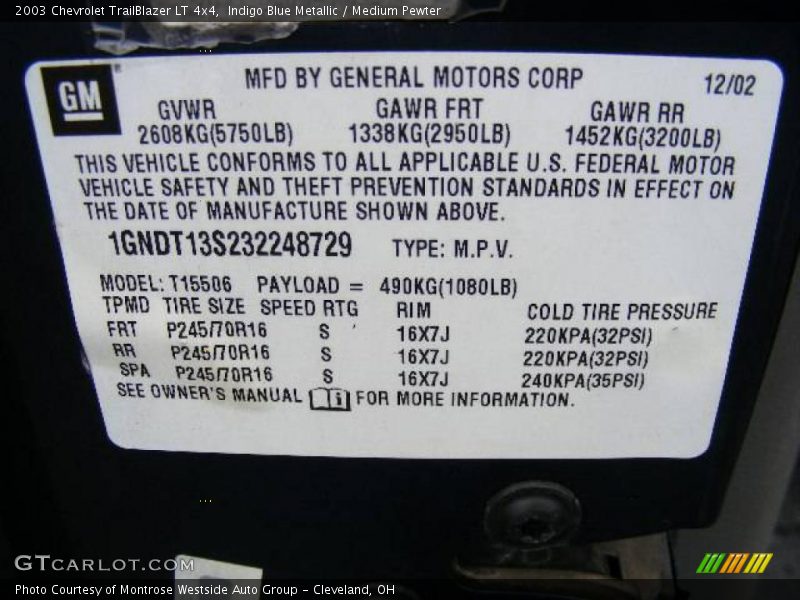 2003 Chevrolet TrailBlazer LT 4x4,  Indigo Blue Metallic / Medium Pewter
GM
MFD BY GENERAL MOTORS CORP
12/02
GVWR GAWR FRT GAWR RR
2608KG(5750LB) 1338KG(2950LB) 1452KG(3200LB)
THIS VEHICLE CONFORMS TO ALL APPLICABLE U.S. FEDERAL MOTOR
VEHICLE SAFETY AND THEFT PREVENTION STANDARDS IN EFFECT ON
THE DATE OF MANUFACTURE SHOWN ABOVE.
1GNDT13S232248729 TYPE: M.P.V.
MODEL: T15506 PAYLOAD = 490KG(1080LB)
TPMD TIRE SIZE SPEED RTG RIM COLD TIRE PRESSURE
FRT P245/70R16 S 16X7J 220KPA(32PSI)
RR P245/70R16 S 16X7J 220KPA(32PSI)
SPA P245/70R16 S 16X7J 240KPA(35PSI)
SEE OWNER'S MANUAL i FOR MORE INFORMATION.
GTCARLOT.COM
Photo Courtesy of Montrose Westside Auto Group - Cleveland, OH